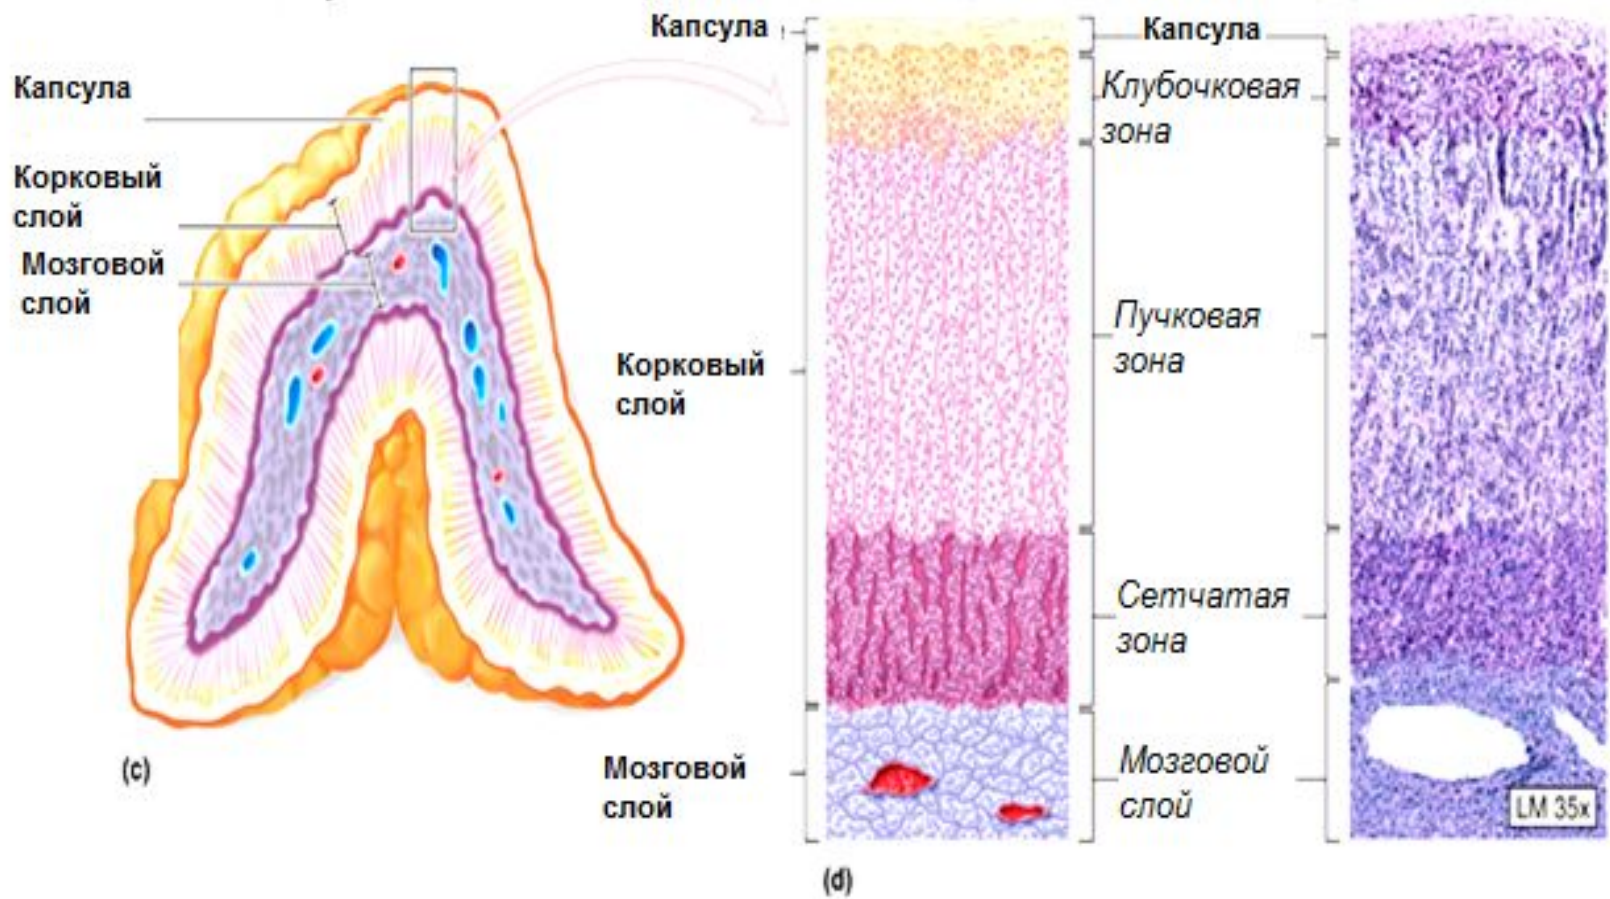 Капсула
Корковый
слой
Мозговой
слой
(c)
Капсула
Корковый
слой
Мозговой
слой
(d)
Капсула
Клубочковая
зона
Пучковая
зона
Сетчатая
зона
Мозговой
слой
LM 35x